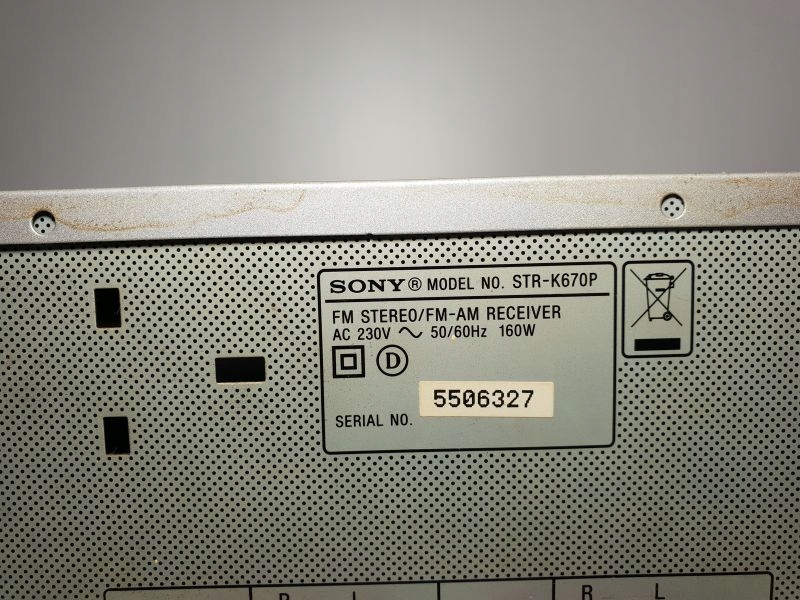 SONY® MODEL NO. STR-K670P
FM STEREO/FM-AM RECEIVER
AC 230V ~ 50/60Hz 160W
D
5506327
SERIAL NO.
R L
R L